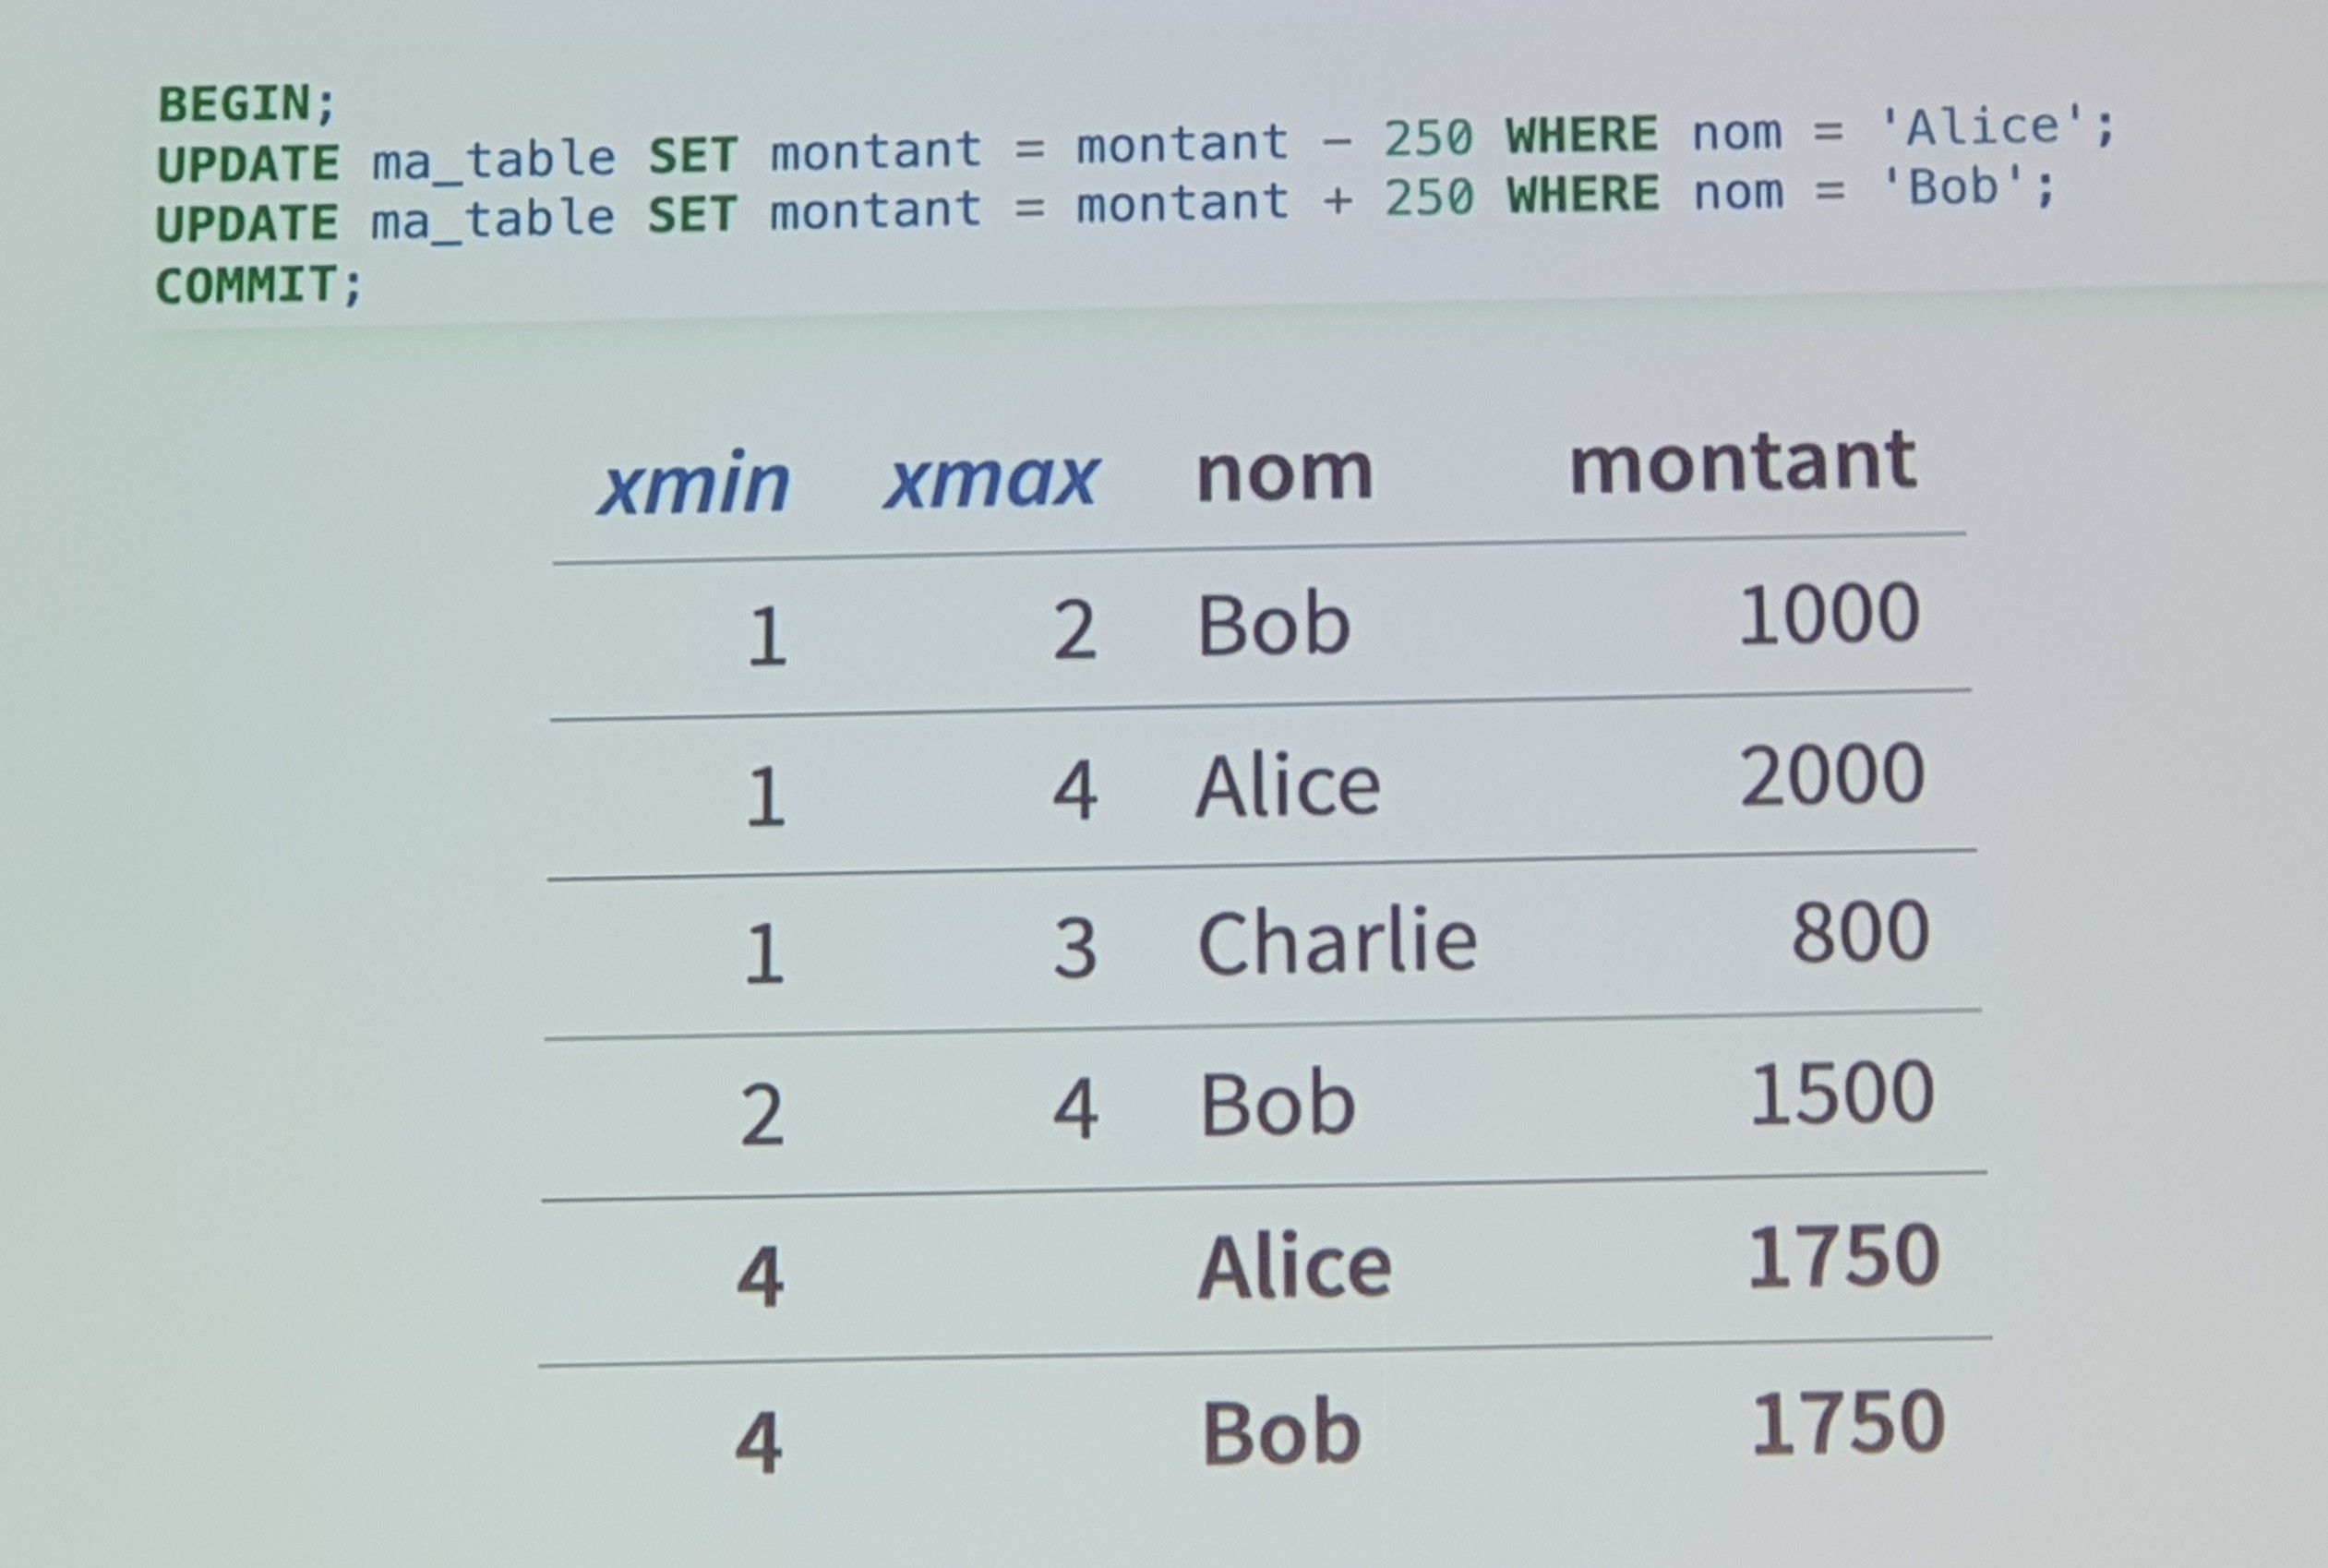 BEGIN;
UPDATE ma_table SET montant = montant - 250 WHERE nom = 'Alice';
UPDATE ma_table SET montant = montant + 250 WHERE nom = 'Bob';
COMMIT;
xmin xmax nom montant
1 2 Bob 1000
1 4 Alice 2000
1 3 Charlie 800
2 4 Bob 1500
4 Alice 1750
4 Bob 1750